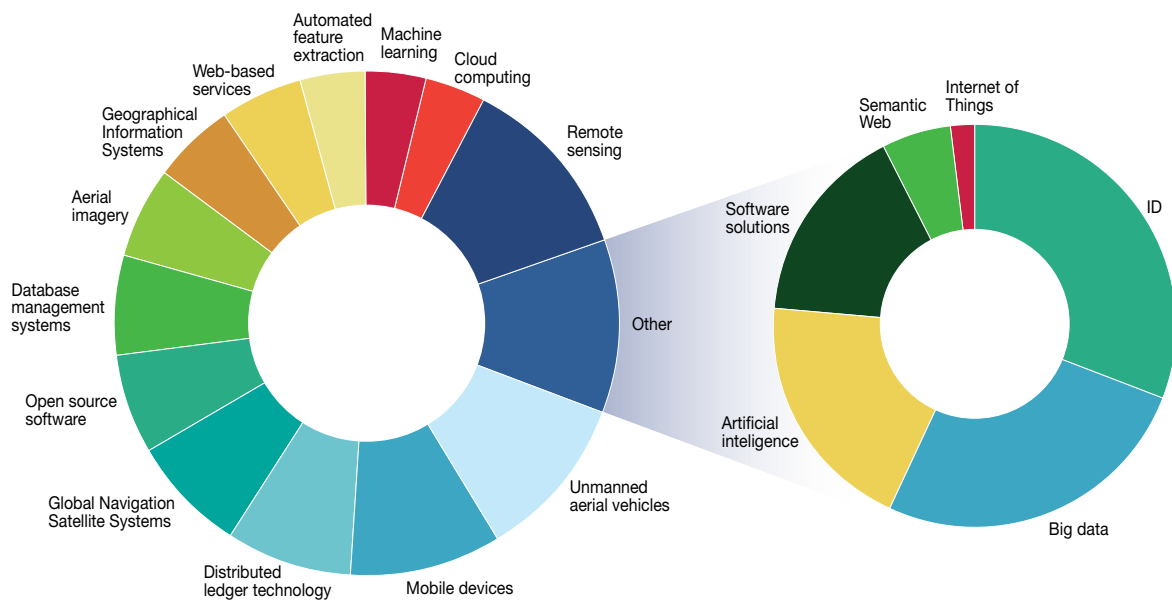 Automated
feature
extraction
Machine
learning
Cloud
computing
Web-based
services
Geographical
Information
Systems
Remote
sensing
Aerial
imagery
Database
management
systems
Other
Open source
software
Global Navigation
Satellite Systems
Distributed
ledger technology
Mobile devices
Unmanned
aerial vehicles
Internet of
Things
Semantic
Web
ID
Software
solutions
Artificial
inteligence
Big data